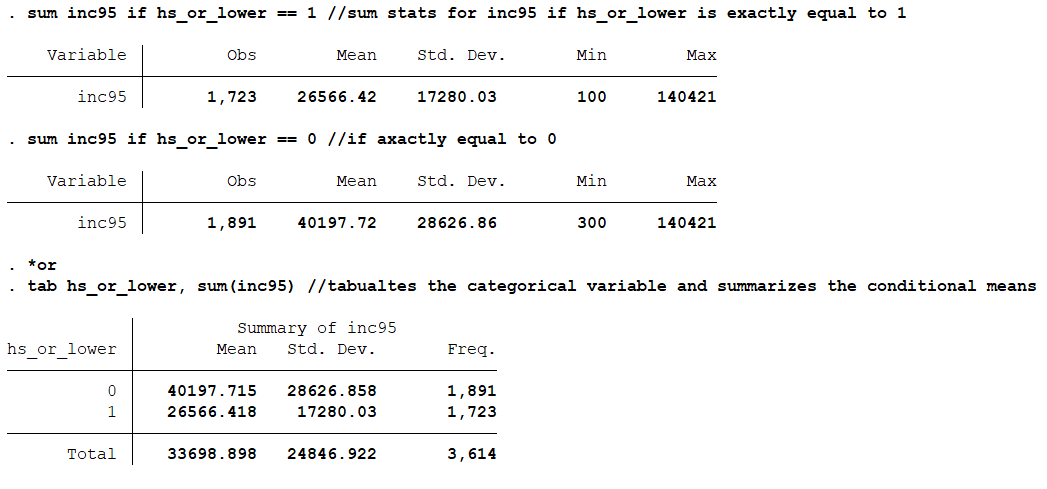 . sum inc95 if hs_or_lower == 1 //sum stats for inc95 if hs_or_lower is exactly equal to 1
Variable Obs Mean Std. Dev. Min Max
inc95 1,723 26566.42 17280.03 100 140421
. sum inc95 if hs_or_lower == 0 //if axactly equal to 0
Variable Obs Mean Std. Dev. Min Max
inc95 1,891 40197.72 28626.86 300 140421
. *or
. tab hs_or_lower, sum(inc95) //tabualtes the categorical variable and summarizes the conditional means
Summary of inc95
hs_or_lower Mean Std. Dev. Freq.
0 40197.715 28626.858 1,891
1 26566.418 17280.03 1,723
Total 33698.898 24846.922 3,614